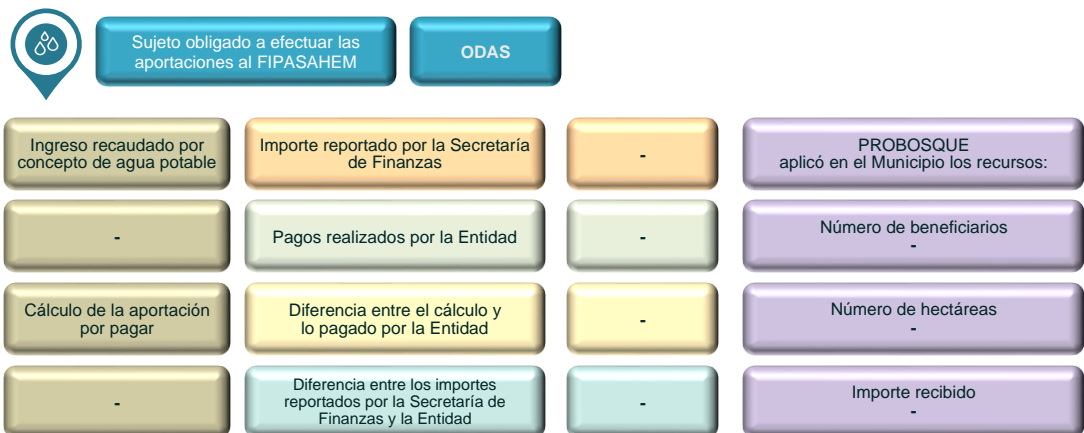 Sujeto obligado a efectuar las
aportaciones al FIPASAHEM
ODAS
Ingreso recaudado por
concepto de agua potable
Importe reportado por la Secretaría
de Finanzas
-
PROBOSQUE
aplicó en el Municipio los recursos:
-
Pagos realizados por la Entidad
-
Número de beneficiarios
-
Cálculo de la aportación
por pagar
Diferencia entre el cálculo y
lo pagado por la Entidad
-
Número de hectáreas
-
-
Diferencia entre los importes
reportados por la Secretaría de
Finanzas y la Entidad
-
Importe recibido
-